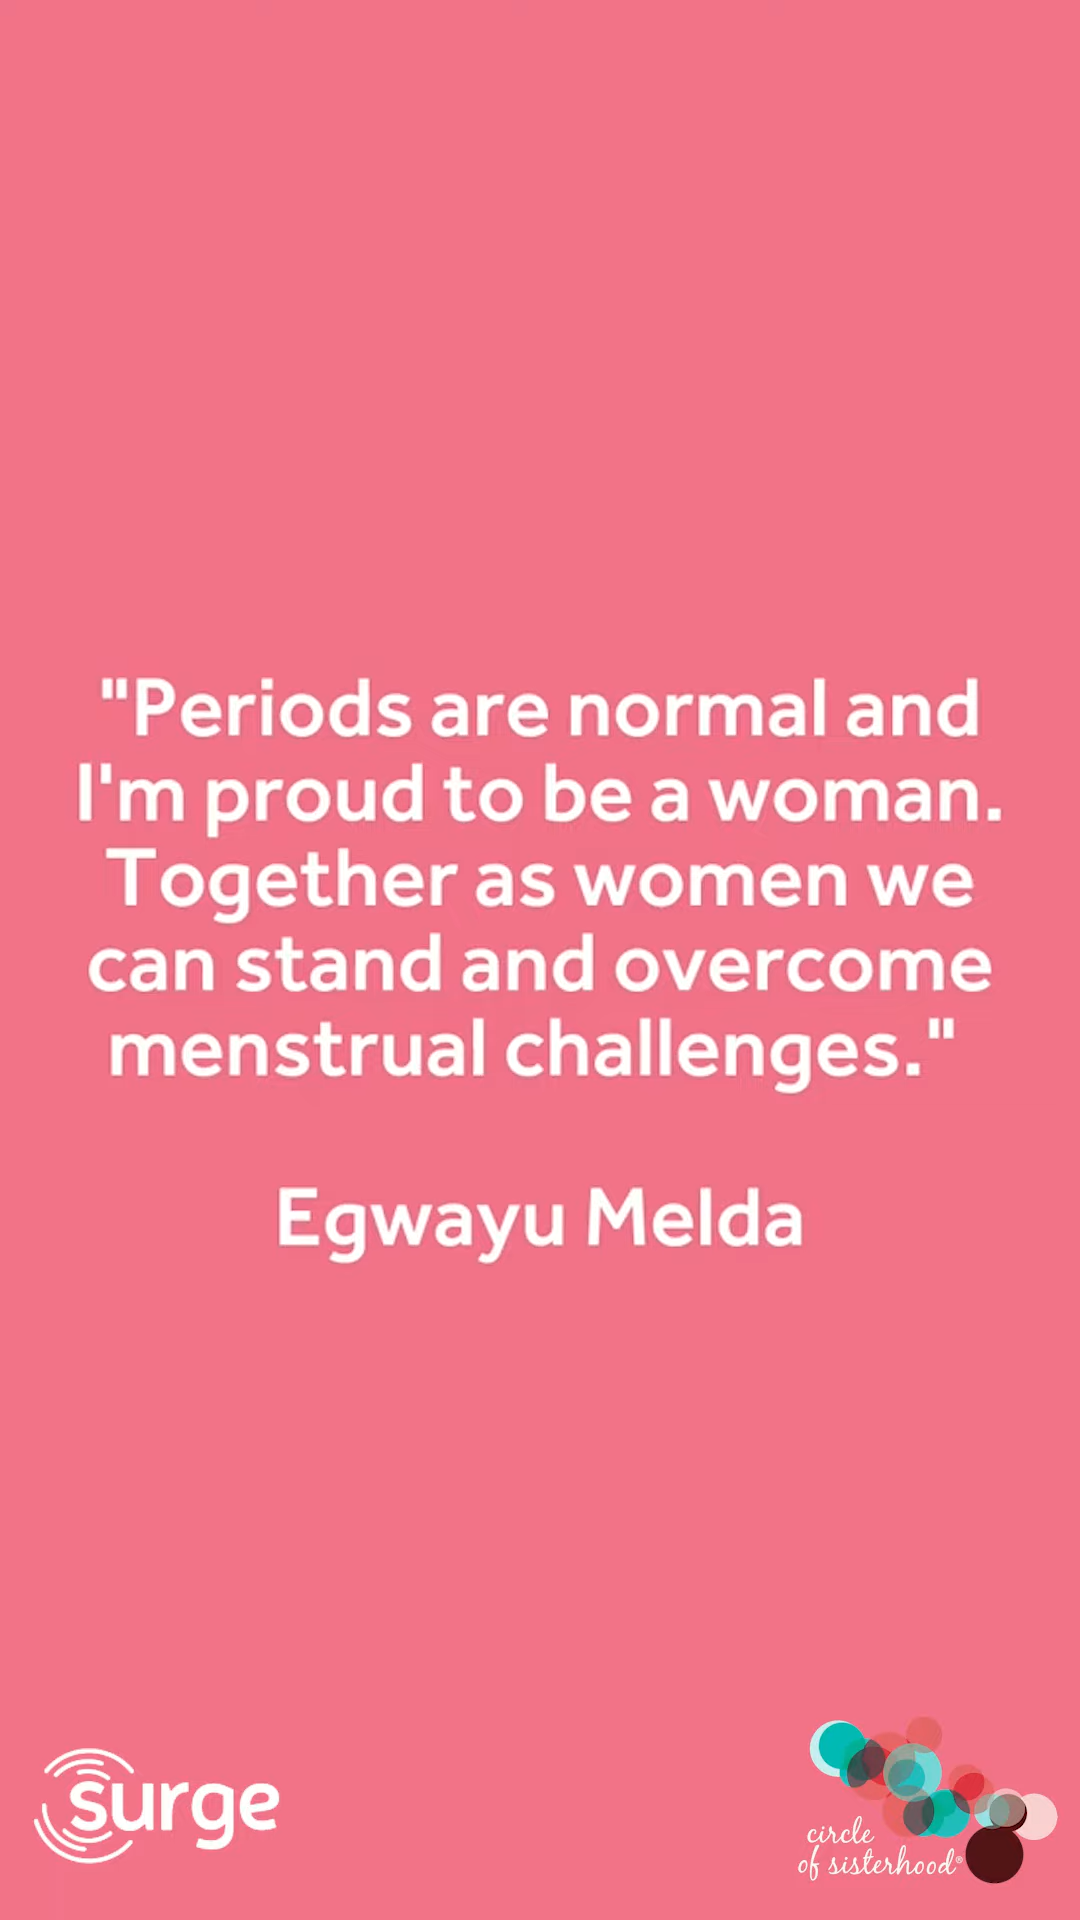 "Periods are normal and
I'm proud to be a woman.
Together as women we
can stand and overcome
menstrual challenges."
Egwayu Melda
surge
circle
of sisterhood®